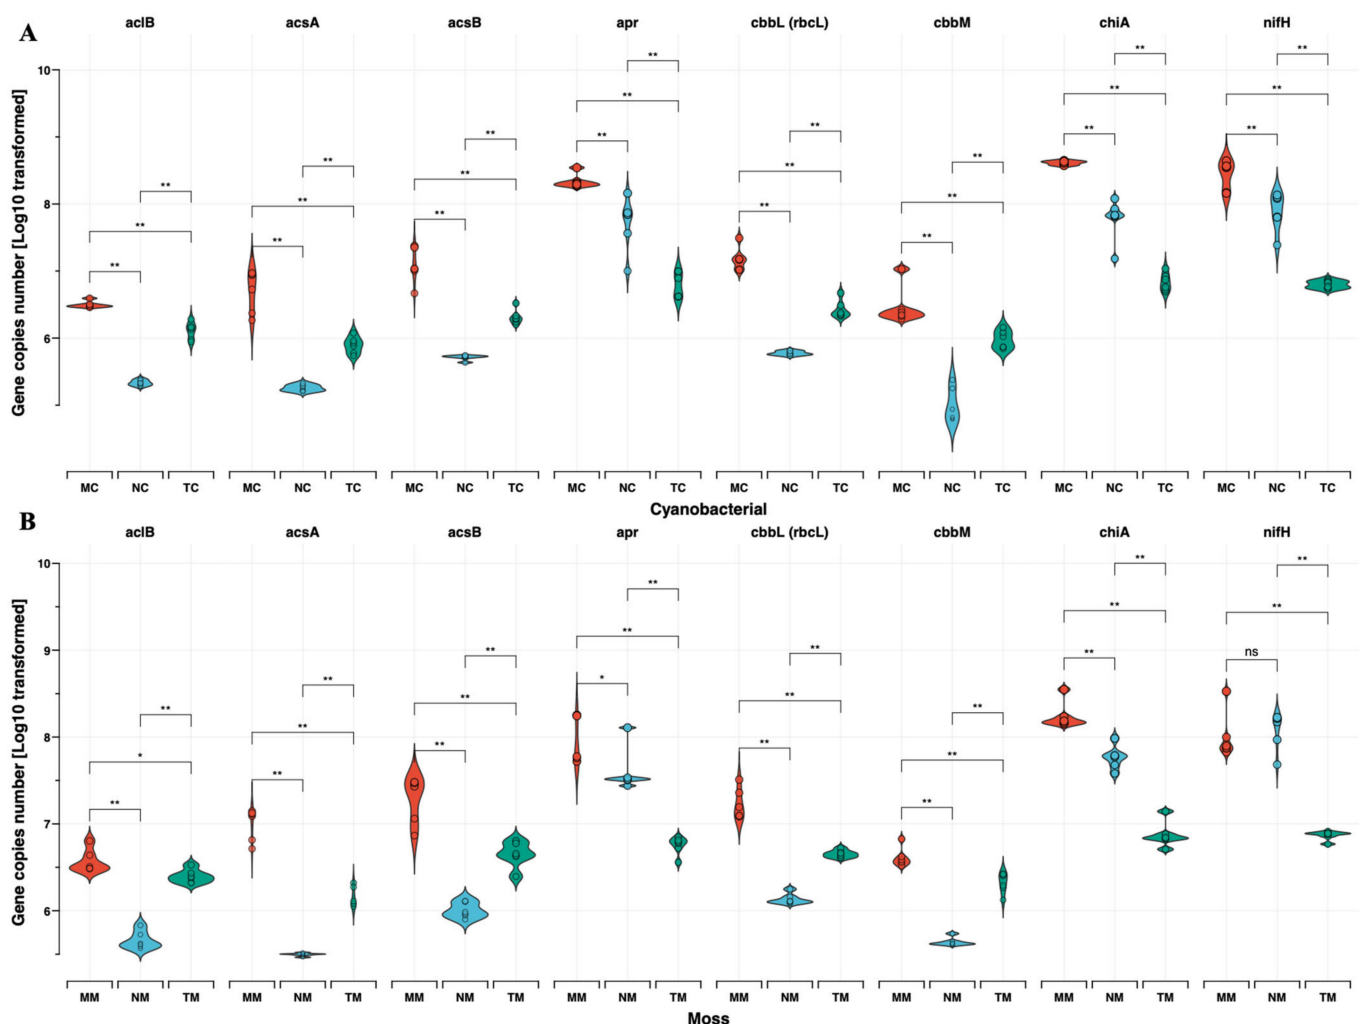 A
aclB acsA acsB apr cbbL (rbcL) cbbM chiA nifH
Gene copies number [Log10 transformed]
10
8
6
** ** **
** ** **
** ** **
** ** **
** ** **
** ** **
** ** **
** ** **
MC NC TC MC NC TC MC NC TC MC NC TC MC NC TC MC NC TC MC NC TC MC NC TC
Cyanobacterial
B
aclB acsA acsB apr cbbL (rbcL) cbbM chiA nifH
Gene copies number [Log10 transformed]
10
9
8
7
6
** * **
** ** **
** ** **
* ** **
** ** **
** ** **
** ** **
ns ** **
MM NM TM MM NM TM MM NM TM MM NM TM MM NM TM MM NM TM MM NM TM MM NM TM
Moss